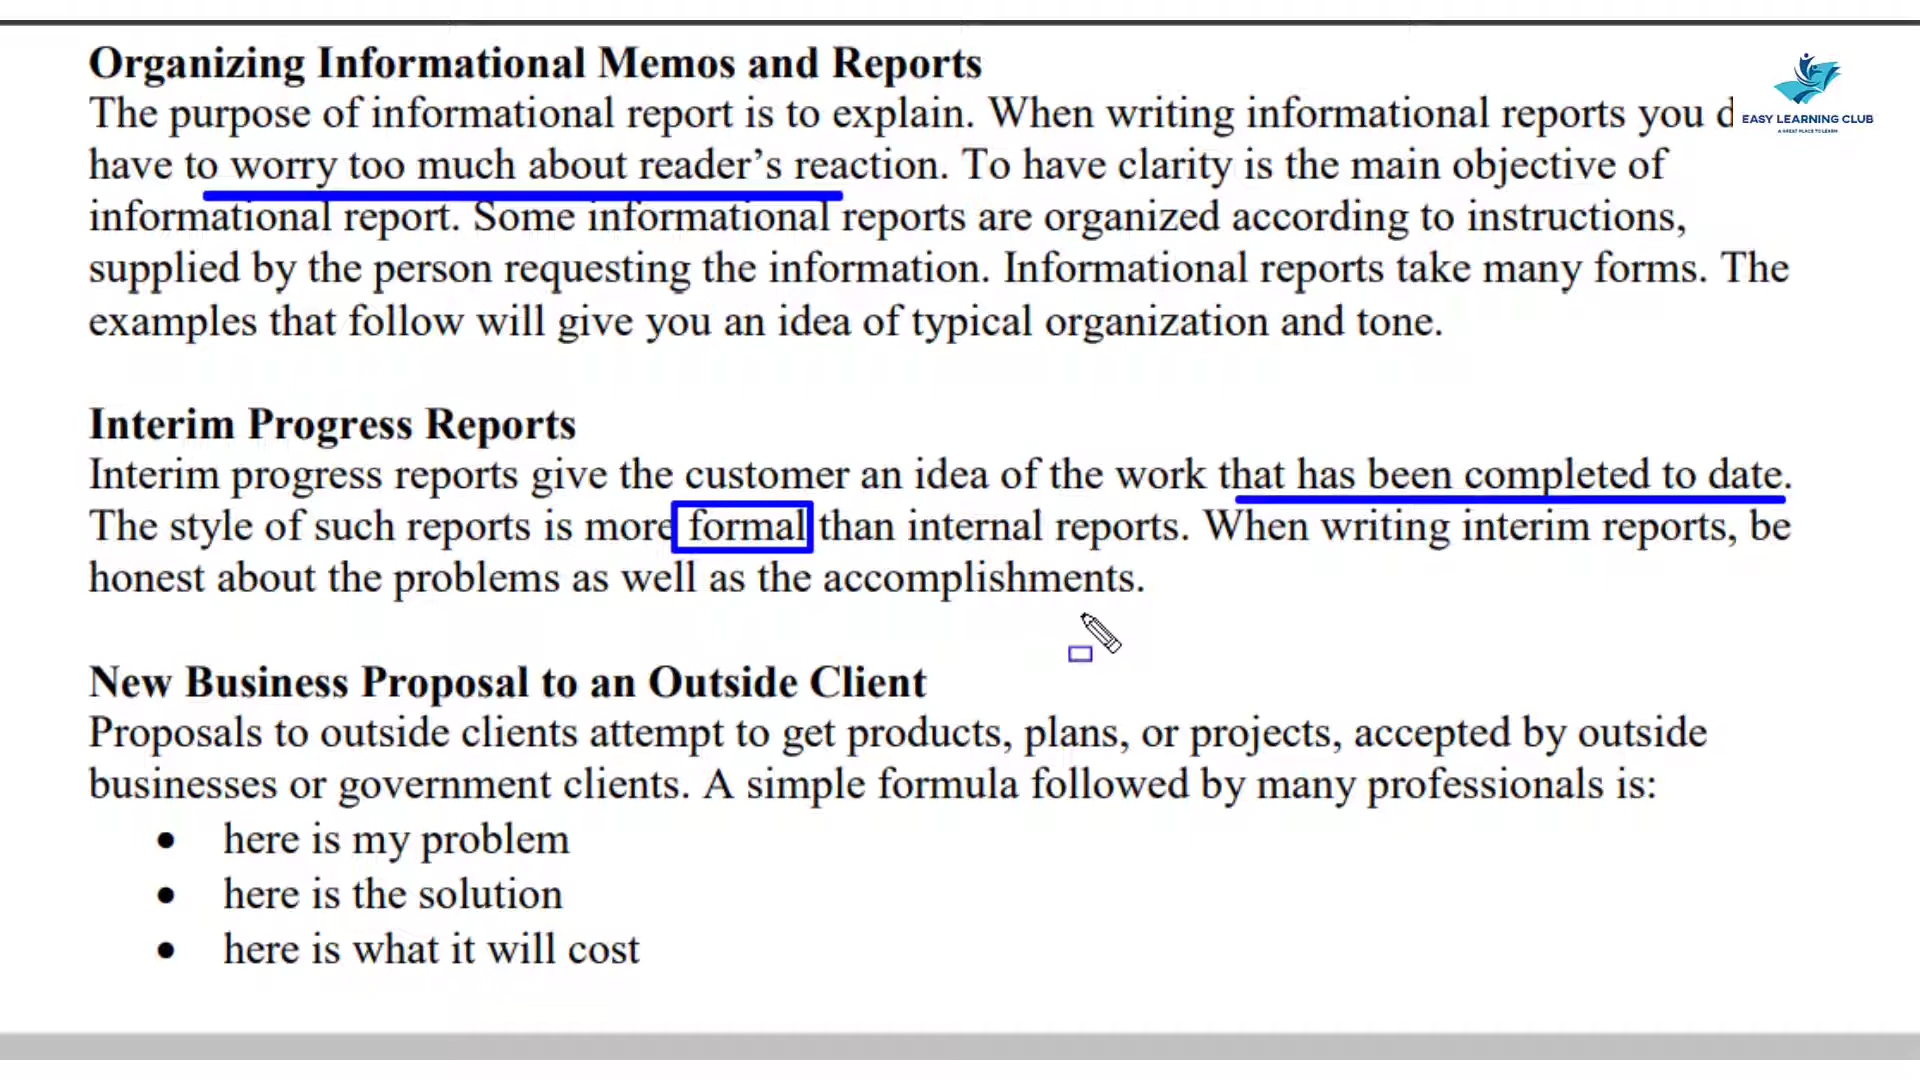 Organizing Informational Memos and Reports
The purpose of informational report is to explain. When writing informational reports you d
EASY LEARNING CLUB
A GREAT PLACE TO LEARN
have to worry too much about reader's reaction. To have clarity is the main objective of
informational report. Some informational reports are organized according to instructions,
supplied by the person requesting the information. Informational reports take many forms. The
examples that follow will give you an idea of typical organization and tone.
Interim Progress Reports
Interim progress reports give the customer an idea of the work that has been completed to date.
The style of such reports is more formal than internal reports. When writing interim reports, be
honest about the problems as well as the accomplishments.
New Business Proposal to an Outside Client
Proposals to outside clients attempt to get products, plans, or projects, accepted by outside
businesses or government clients. A simple formula followed by many professionals is:
• here is my problem
• here is the solution
• here is what it will cost